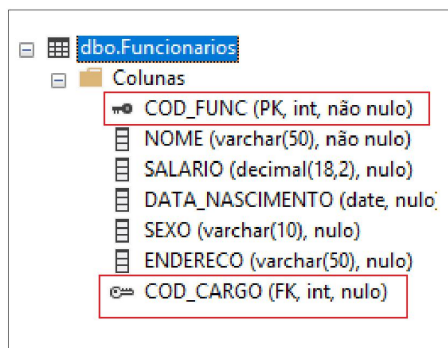 dbo.Funcionarios
Colunas
COD_FUNC (PK, int, não nulo)
NOME (varchar(50), não nulo)
SALARIO (decimal(18,2), nulo)
DATA_NASCIMENTO (date, nulo)
SEXO (varchar(10), nulo)
ENDERECO (varchar(50), nulo)
COD_CARGO (FK, int, nulo)